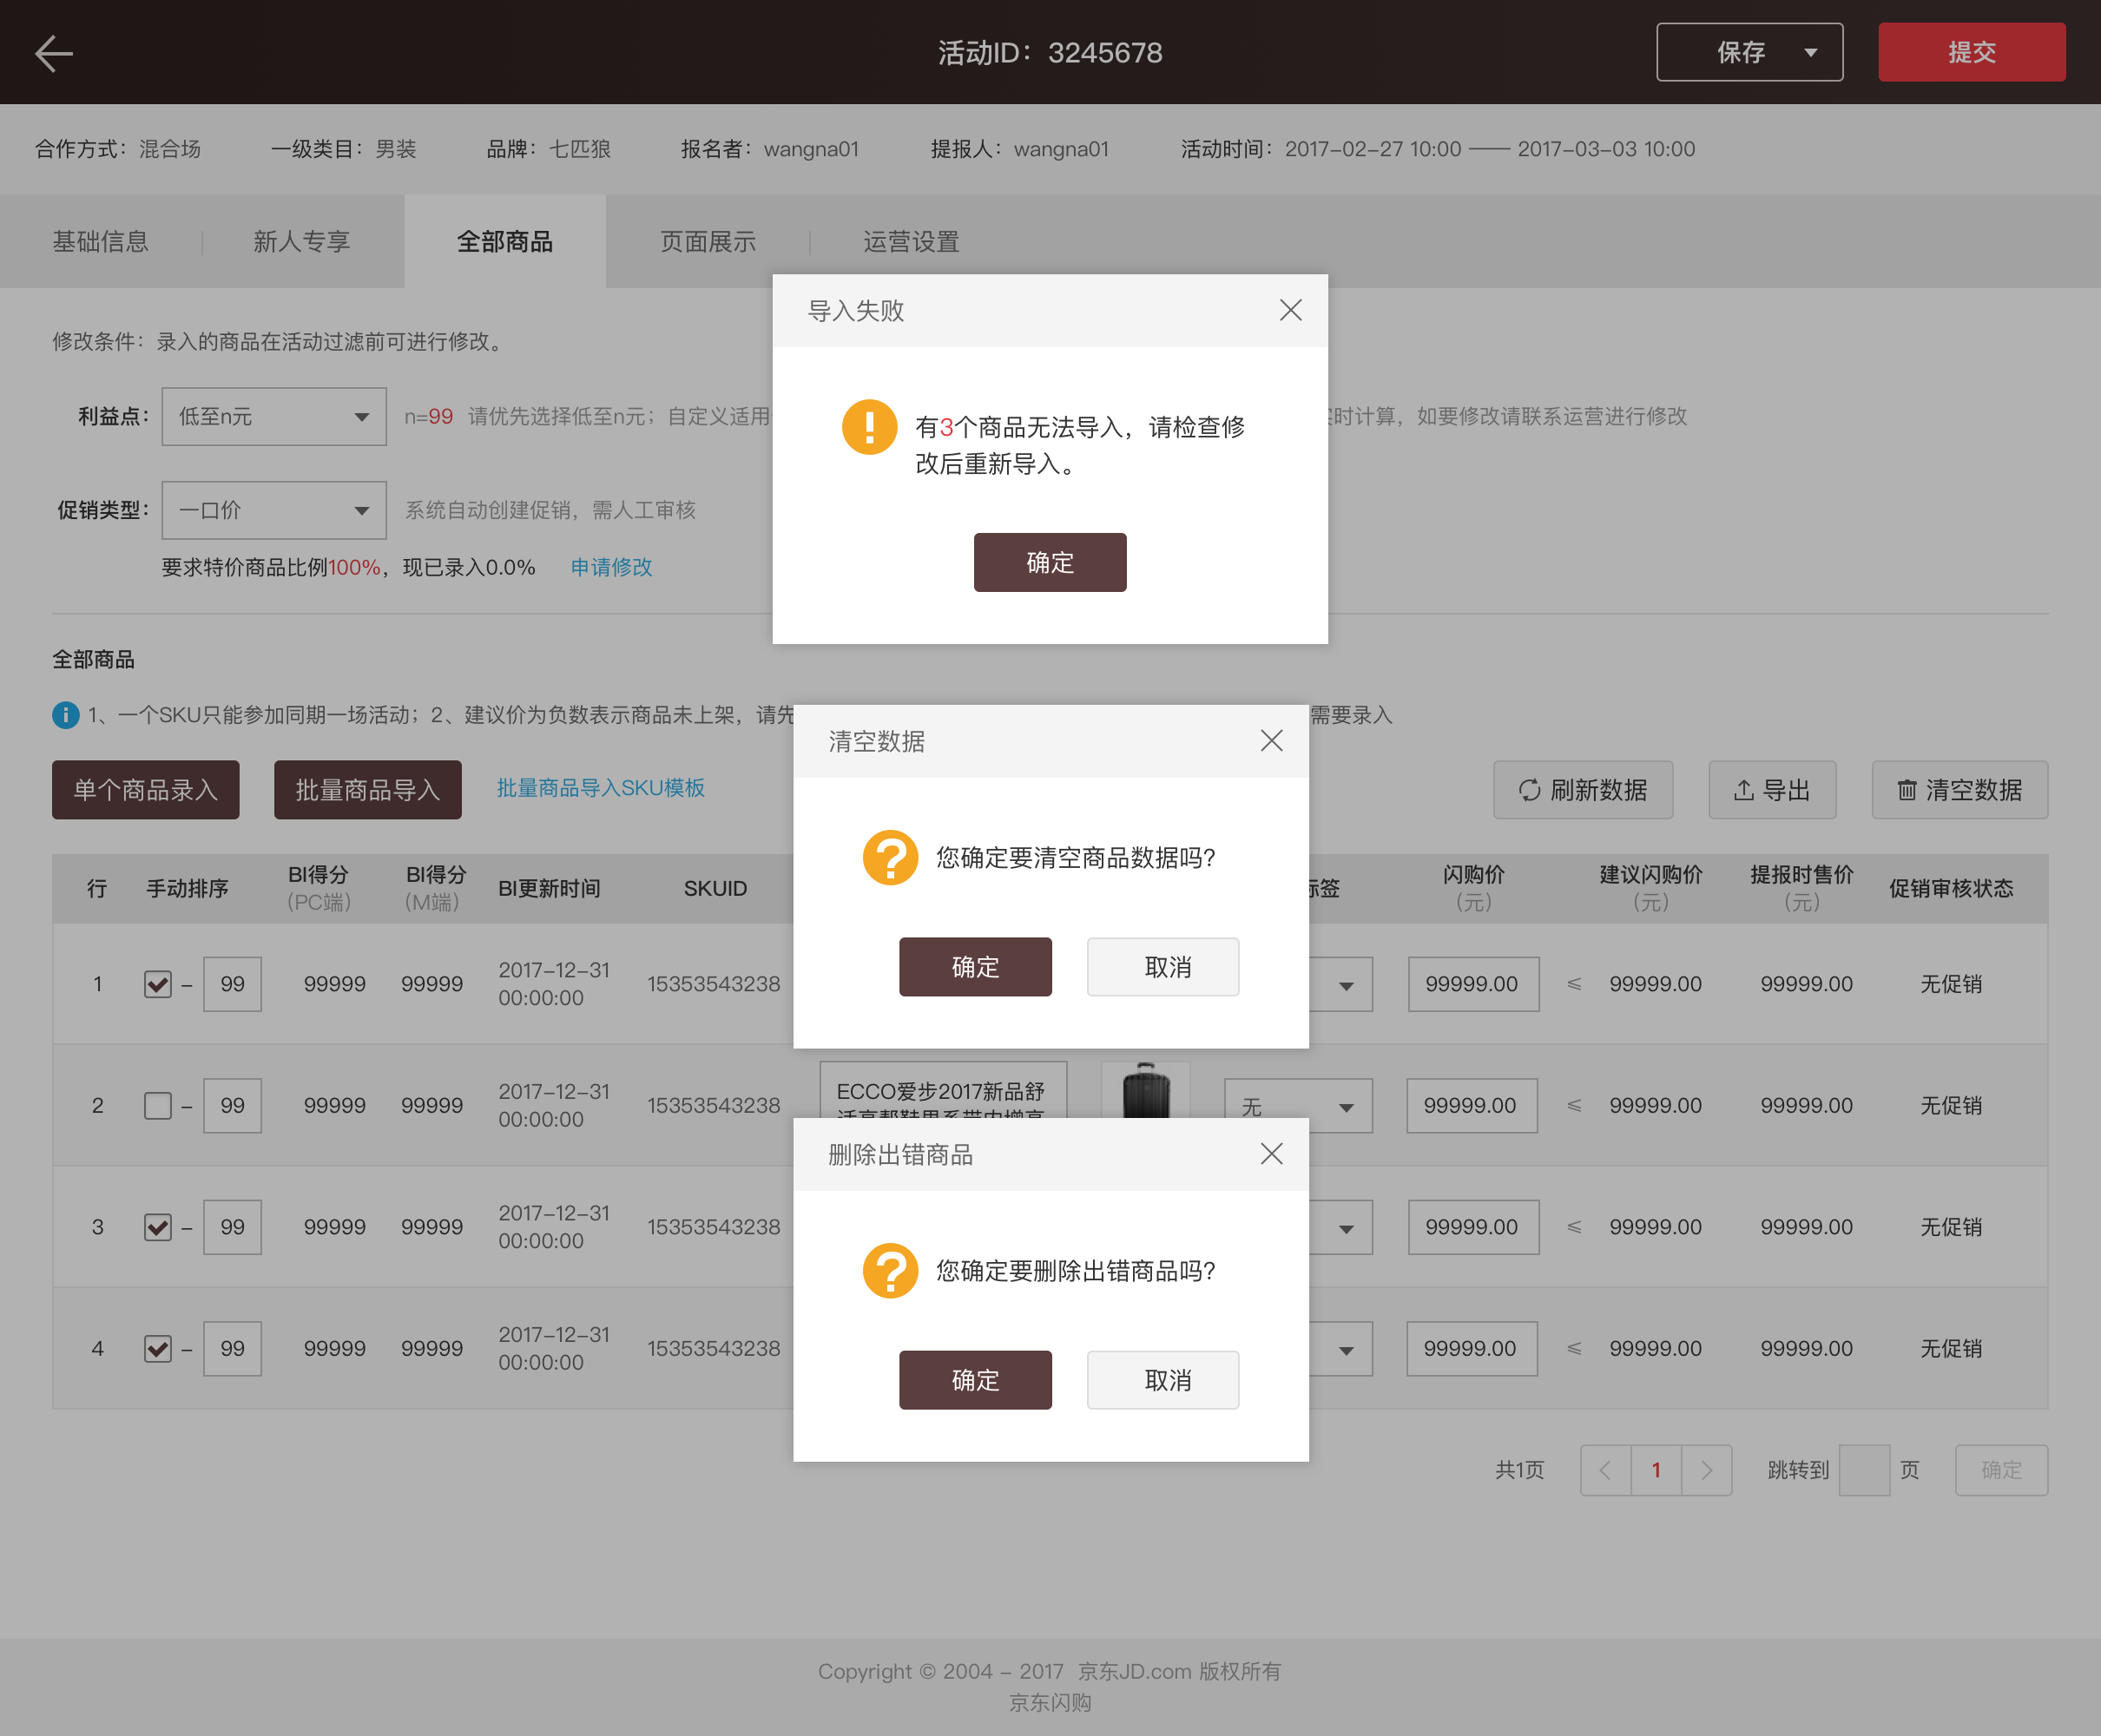 活动ID：3245678
保存
提交
合作方式：混合场 一级类目：男装 品牌：七匹狼 报名者：wangna01 提报人：wangna01 活动时间：2017-02-27 10:00 —— 2017-03-03 10:00
基础信息 新人专享 全部商品 页面展示 运营设置
修改条件：录入的商品在活动过滤前可进行修改。
利益点： 低至n元 n=99 请优先选择低至n元；自定义适用
时计算，如要修改请联系运营进行修改
促销类型： 一口价 系统自动创建促销，需人工审核
要求特价商品比例100%，现已录入0.0% 申请修改
导入失败
有3个商品无法导入，请检查修
改后重新导入。
确定
全部商品
1、一个SKU只能参加同期一场活动；2、建议价为负数表示商品未上架，请先
需要录入
单个商品录入 批量商品导入 批量商品导入SKU模板
刷新数据 导出 清空数据
清空数据
您确定要清空商品数据吗？
确定 取消
行 手动排序 BI得分 （PC端） BI得分 （M端） BI更新时间 SKUID 签 闪购价 （元） 建议闪购价 （元） 提报时售价 （元） 促销审核状态
1 – 99 99999 99999 2017-12-31 00:00:00 15353543238 99999.00 ≤ 99999.00 99999.00 无促销
2 – 99 99999 99999 2017-12-31 00:00:00 15353543238 ECCO爱步2017新品舒 适高帮鞋男系带内增高 无 99999.00 ≤ 99999.00 99999.00 无促销
删除出错商品
您确定要删除出错商品吗？
确定 取消
3 – 99 99999 99999 2017-12-31 00:00:00 15353543238 99999.00 ≤ 99999.00 99999.00 无促销
4 – 99 99999 99999 2017-12-31 00:00:00 15353543238 99999.00 ≤ 99999.00 99999.00 无促销
共1页 1 跳转到 页 确定
Copyright © 2004 - 2017 京东JD.com 版权所有
京东闪购